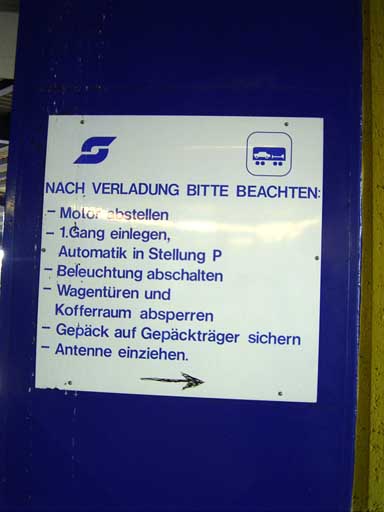 NACH VERLADUNG BITTE BEACHTEN:
– Motor abstellen
– 1.Gang einlegen,
Automatik in Stellung P
– Beleuchtung abschalten
– Wagentüren und
Kofferraum absperren
– Gepäck auf Gepäckträger sichern
– Antenne einziehen.